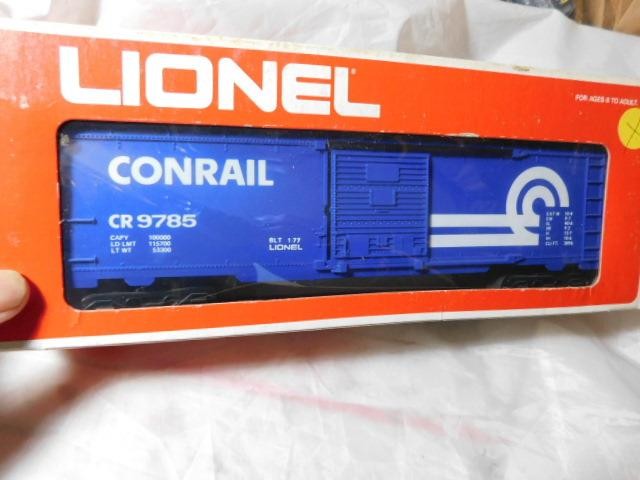 LIONEL
FOR AGES 8 TO ADULT
CONRAIL
CR 9785
CAPY 100000
LD LMT 115700
LT WT 53300
BLT 1-77
LIONEL